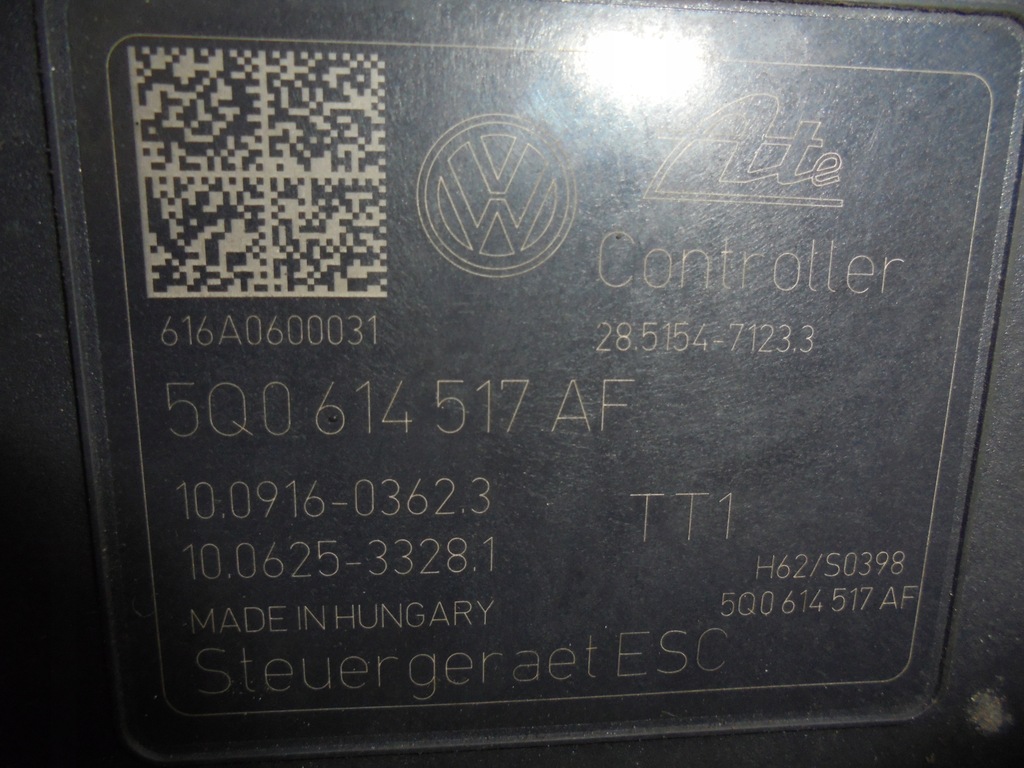 VW
Ate
Controller
616A0600031
28.5154-7123.3
5Q0 614 517 AF
10.0916-0362.3
TT1
10.0625-3328.1
H62/S0398
5Q0 614 517 AF
MADE IN HUNGARY
Steuergeraet ESC